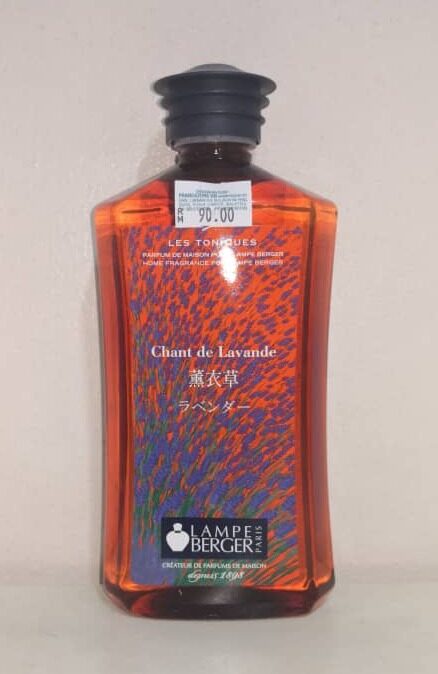 RM 90.00
LES TONIQUES
PARFUM DE MAISON POUR LAMPE BERGER
HOME FRAGRANCE FOR LAMPE BERGER
Chant de Lavande
薰衣草
ラベンダー
LAMPE
BERGER
PARIS
CRÉATEUR DE PARFUMS DE MAISON
depuis 1898